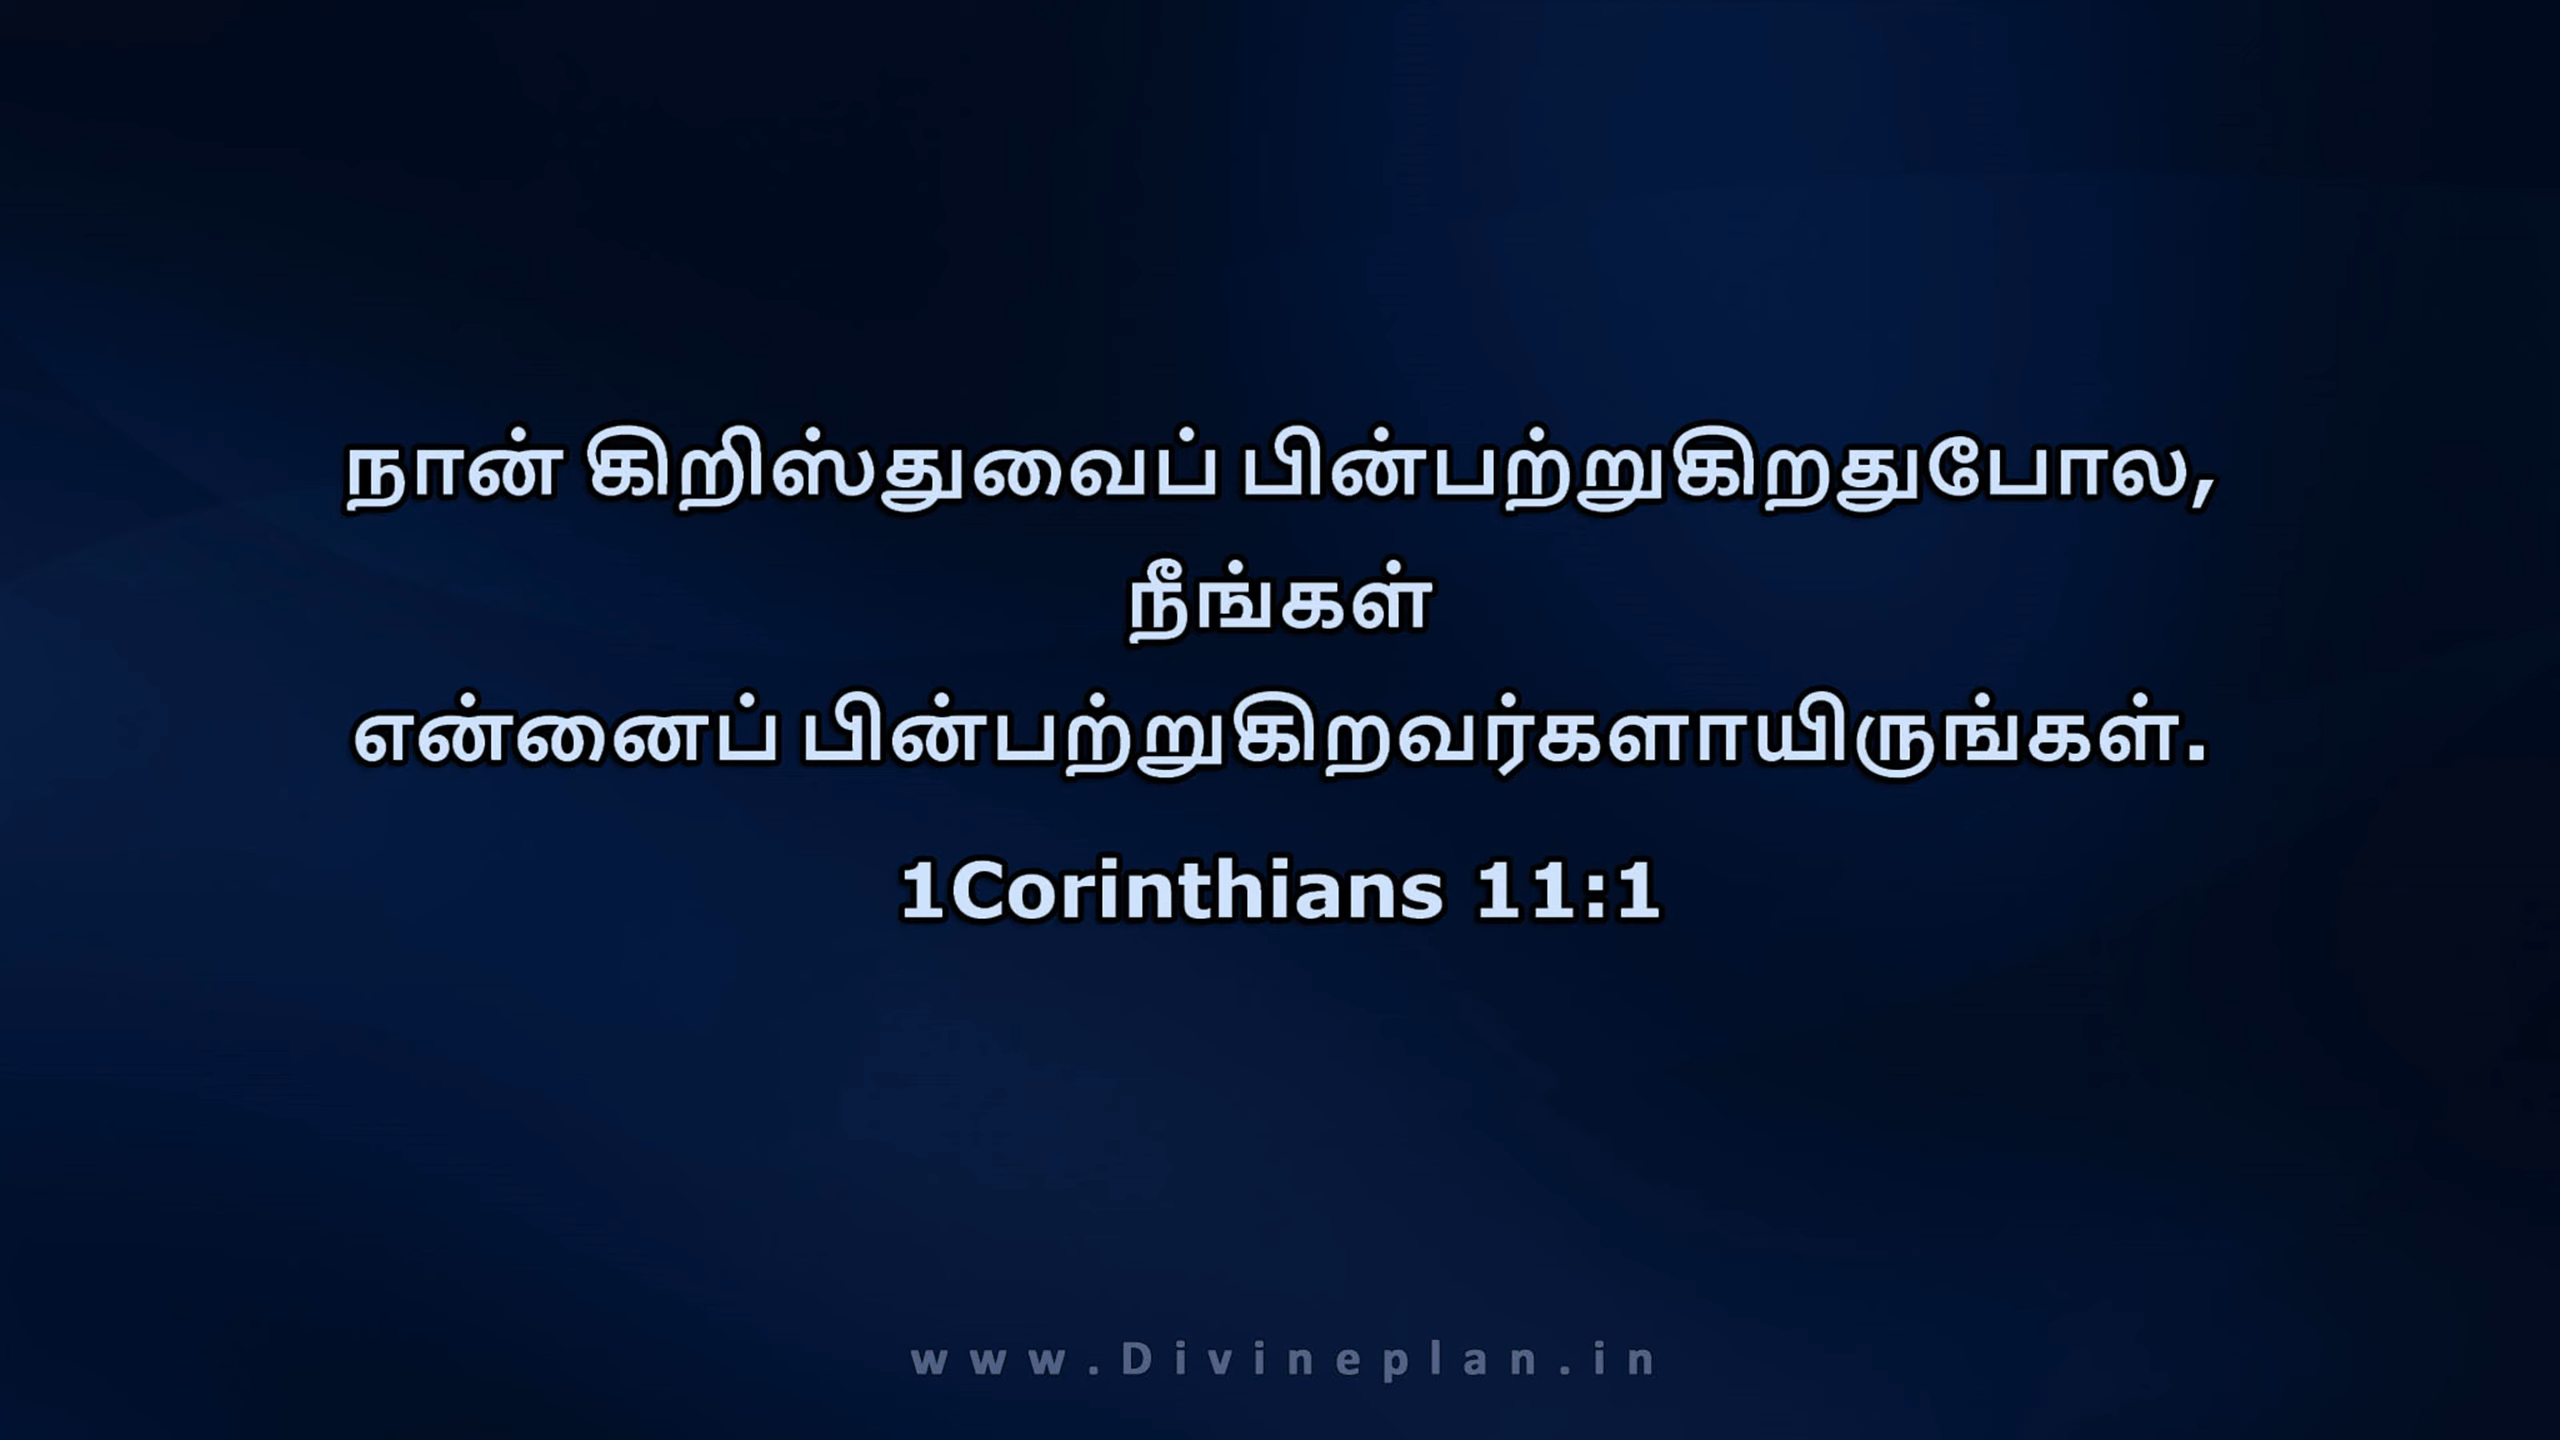 நான் கிறிஸ்துவைப் பின்பற்றுகிறதுபோல,
நீங்கள்
என்னைப் பின்பற்றுகிறவர்களாயிருங்கள்.
1Corinthians 11:1
www.Divineplan.in